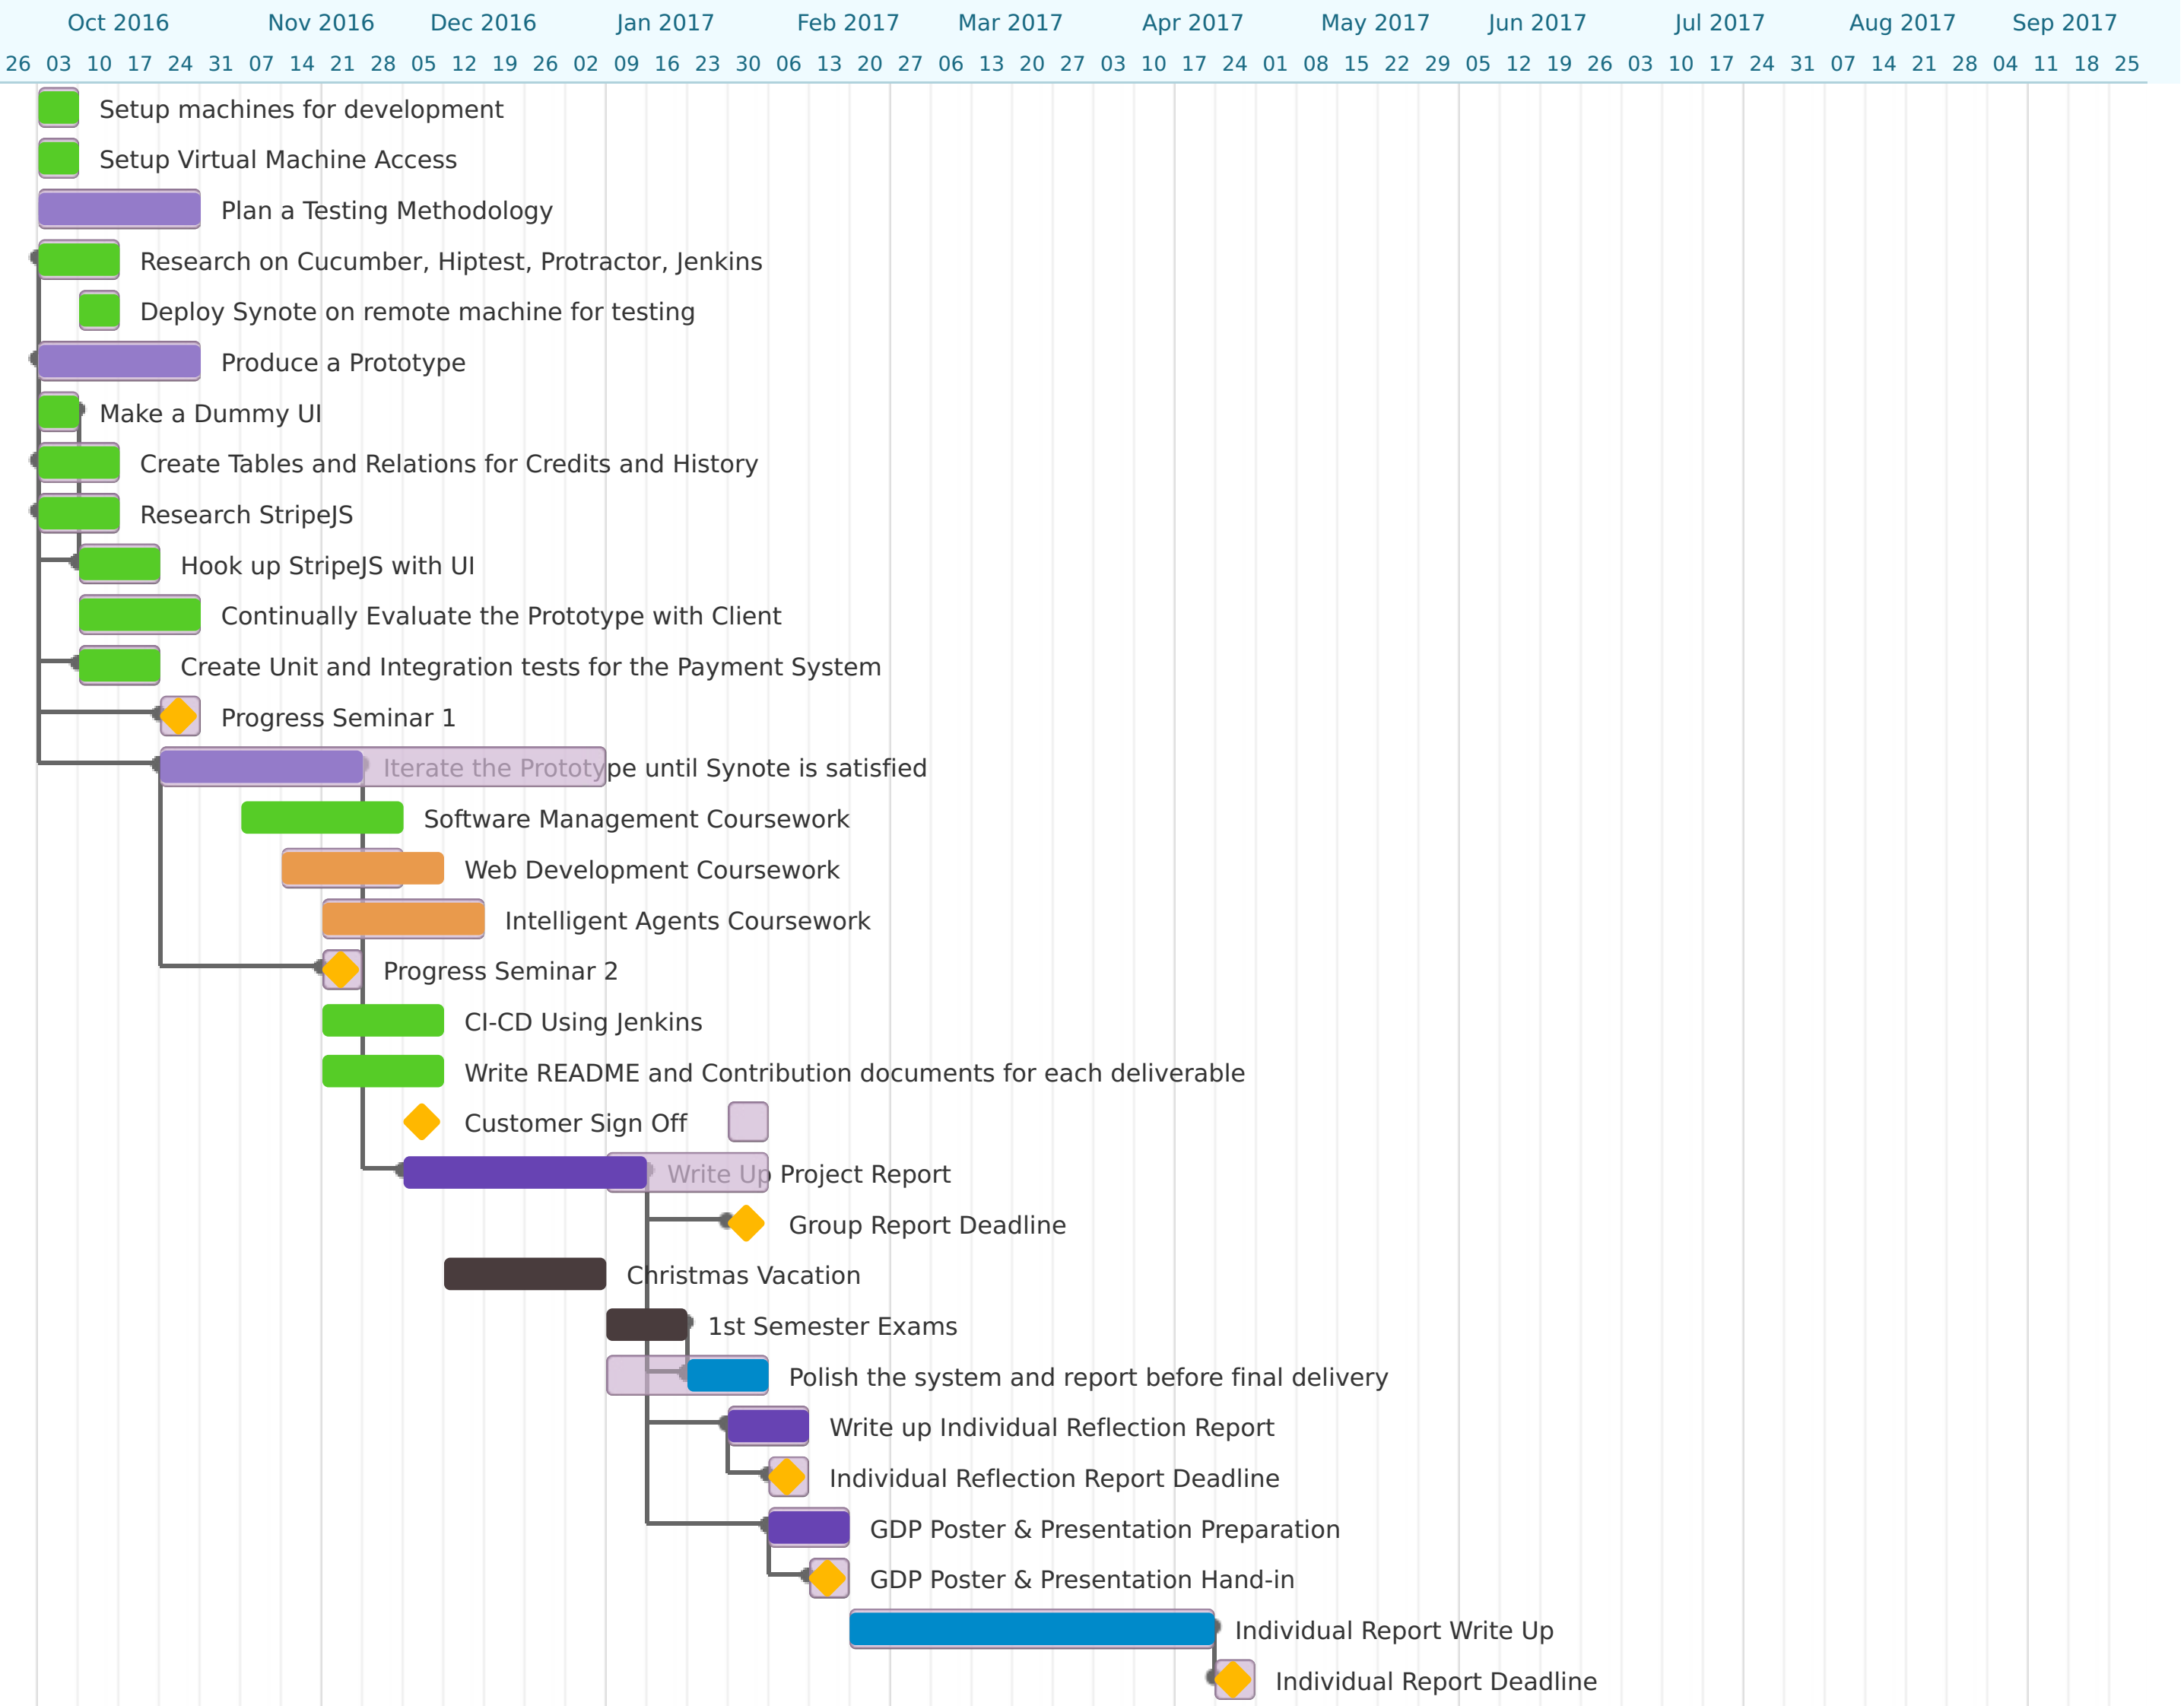 Oct 2016 Nov 2016 Dec 2016 Jan 2017 Feb 2017 Mar 2017 Apr 2017 May 2017 Jun 2017 Jul 2017 Aug 2017 Sep 2017
26 03 10 17 24 31 07 14 21 28 05 12 19 26 02 09 16 23 30 06 13 20 27 06 13 20 27 03 10 17 24 01 08 15 22 29 05 12 19 26 03 10 17 24 31 07 14 21 28 04 11 18 25
Setup machines for development
Setup Virtual Machine Access
Plan a Testing Methodology
Research on Cucumber, Hiptest, Protractor, Jenkins
Deploy Synote on remote machine for testing
Produce a Prototype
Make a Dummy UI
Create Tables and Relations for Credits and History
Research StripeJS
Hook up StripeJS with UI
Continually Evaluate the Prototype with Client
Create Unit and Integration tests for the Payment System
Progress Seminar 1
Iterate the Prototype until Synote is satisfied
Software Management Coursework
Web Development Coursework
Intelligent Agents Coursework
Progress Seminar 2
CI-CD Using Jenkins
Write README and Contribution documents for each deliverable
Customer Sign Off
Write Up Project Report
Group Report Deadline
Christmas Vacation
1st Semester Exams
Polish the system and report before final delivery
Write up Individual Reflection Report
Individual Reflection Report Deadline
GDP Poster & Presentation Preparation
GDP Poster & Presentation Hand-in
Individual Report Write Up
Individual Report Deadline